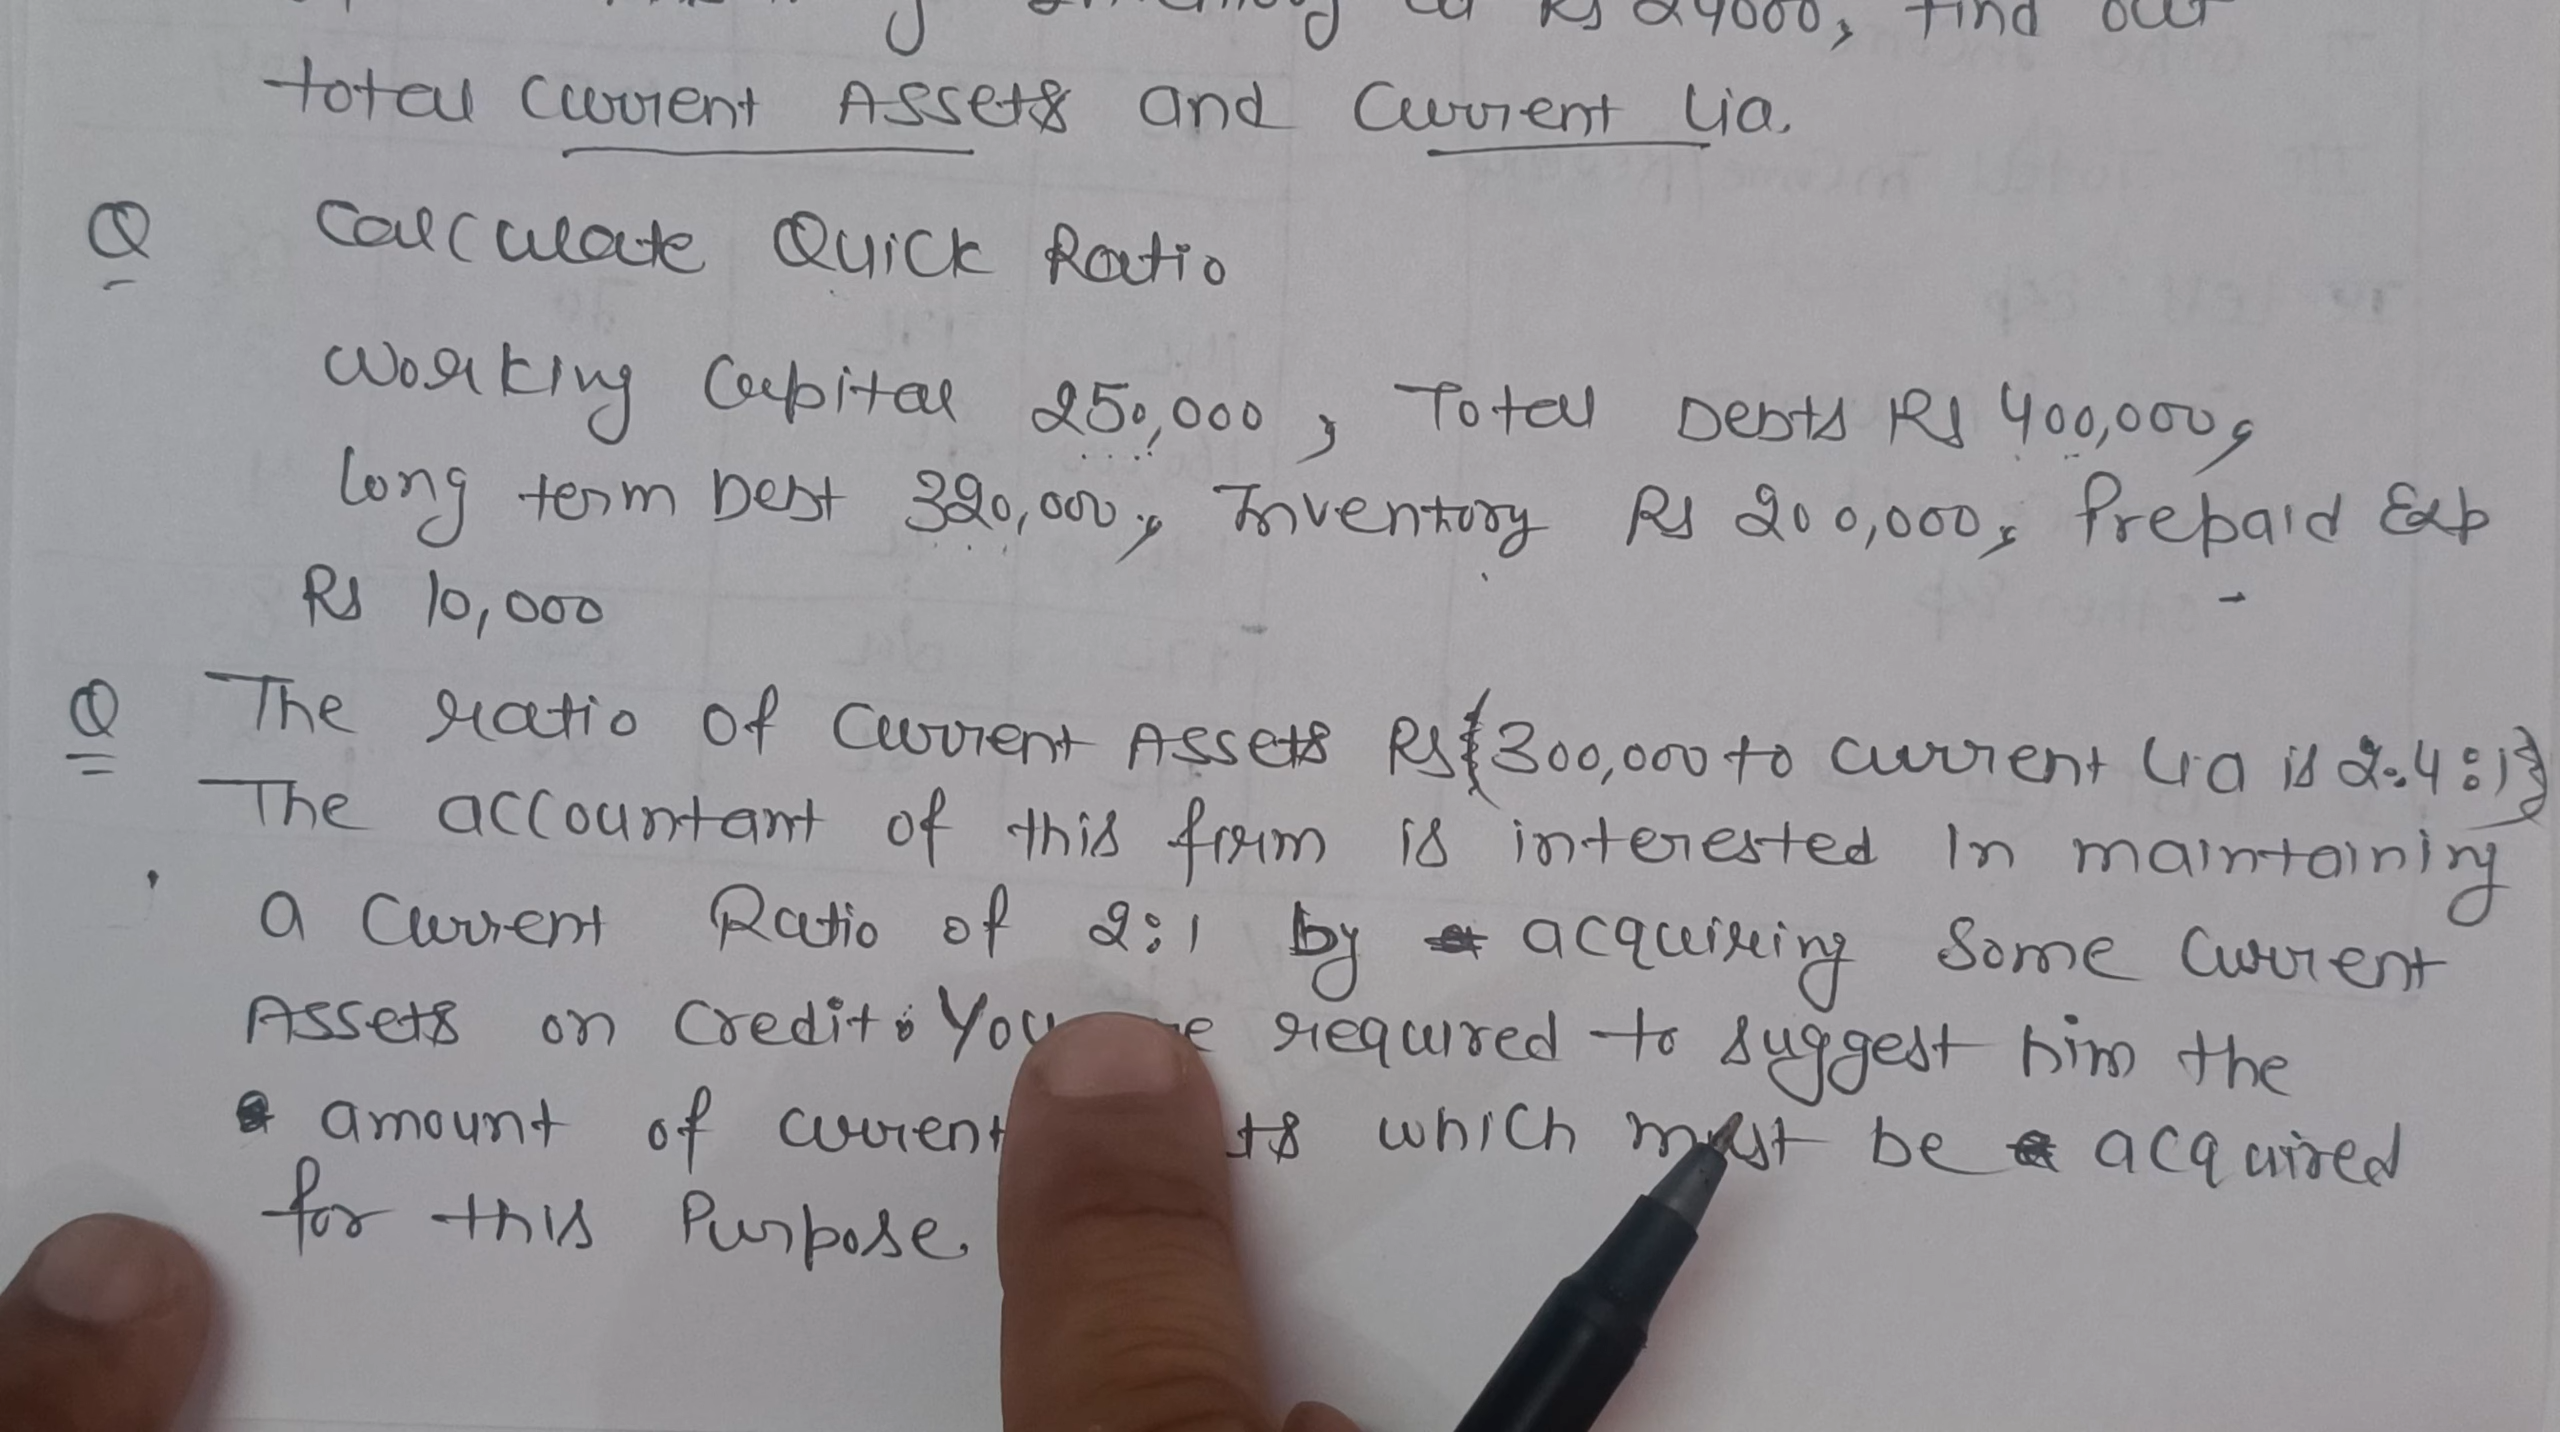 Rs 24000, find out
total current Assets and Current Lia.
Q Calculate Quick Ratio
Working Capital 250,000, Total Debts Rs 400,000,
long term Debt 320,000, Inventory Rs 200,000, Prepaid Exp
Rs 10,000
Q The ratio of Current Assets Rs {300,000 to current Lia is 2.4:1}
The accountant of this firm is interested in maintaining
a Current Ratio of 2:1 by acquiring Some Current
Assets on Credit. You required to suggest him the
amount of current which must be acquired
for this Purpose.